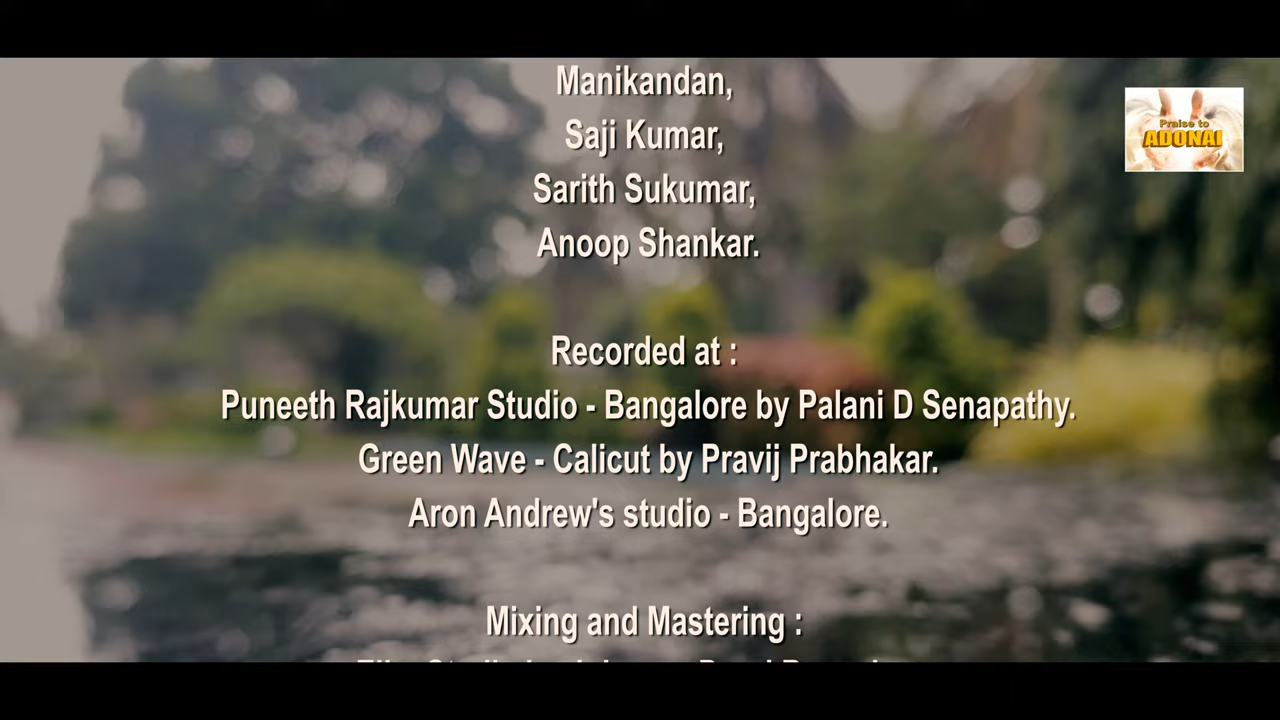 Manikandan,
Saji Kumar,
Sarith Sukumar,
Anoop Shankar.
Praise to
ADONAI
Recorded at :
Puneeth Rajkumar Studio - Bangalore by Palani D Senapathy.
Green Wave - Calicut by Pravij Prabhakar.
Aron Andrew's studio - Bangalore.
Mixing and Mastering :